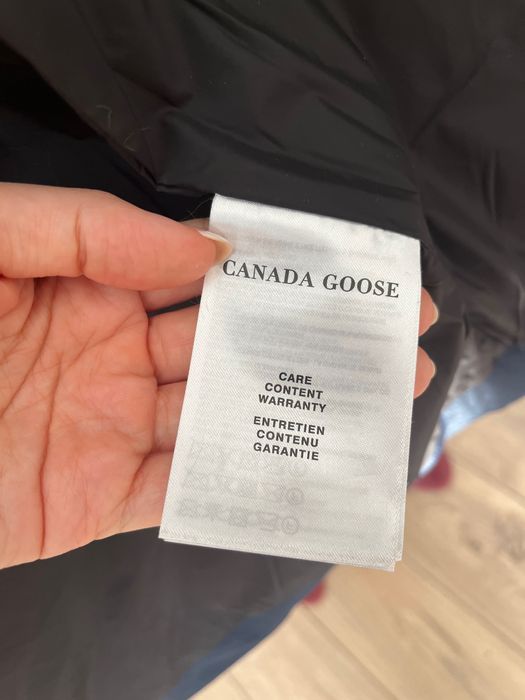 CANADA GOOSE
CARE
CONTENT
WARRANTY
ENTRETIEN
CONTENU
GARANTIE